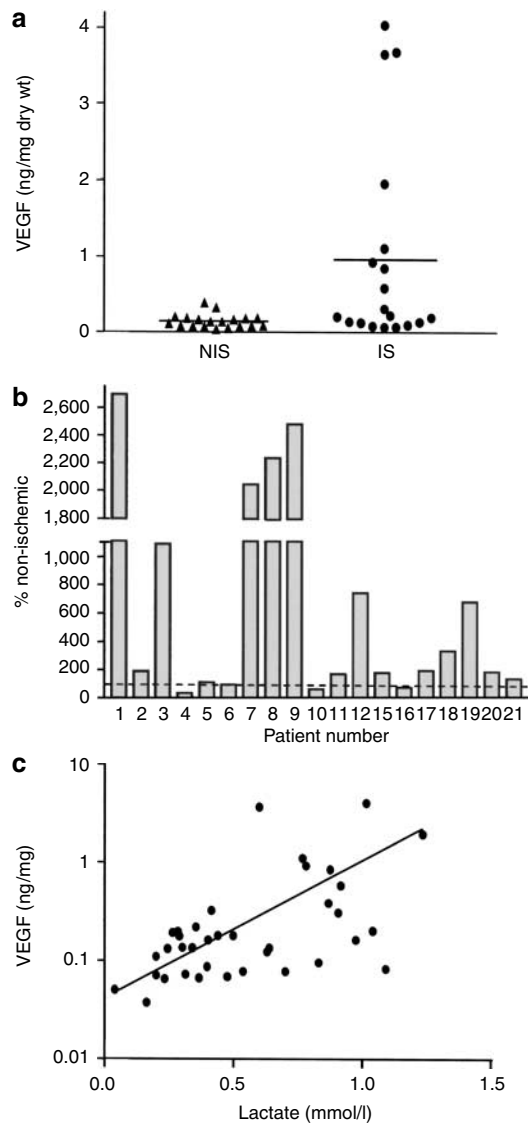 a
VEGF (ng/mg dry wt)
4
3
2
1
0
NIS IS
b
% non-ischemic
2,600
2,400
2,200
2,000
1,800
1,000
800
600
400
200
0
1 2 3 4 5 6 7 8 9 10 11 12 15 16 17 18 19 20 21
Patient number
c
VEGF (ng/mg)
10
1
0.1
0.01
0.0 0.5 1.0 1.5
Lactate (mmol/l)